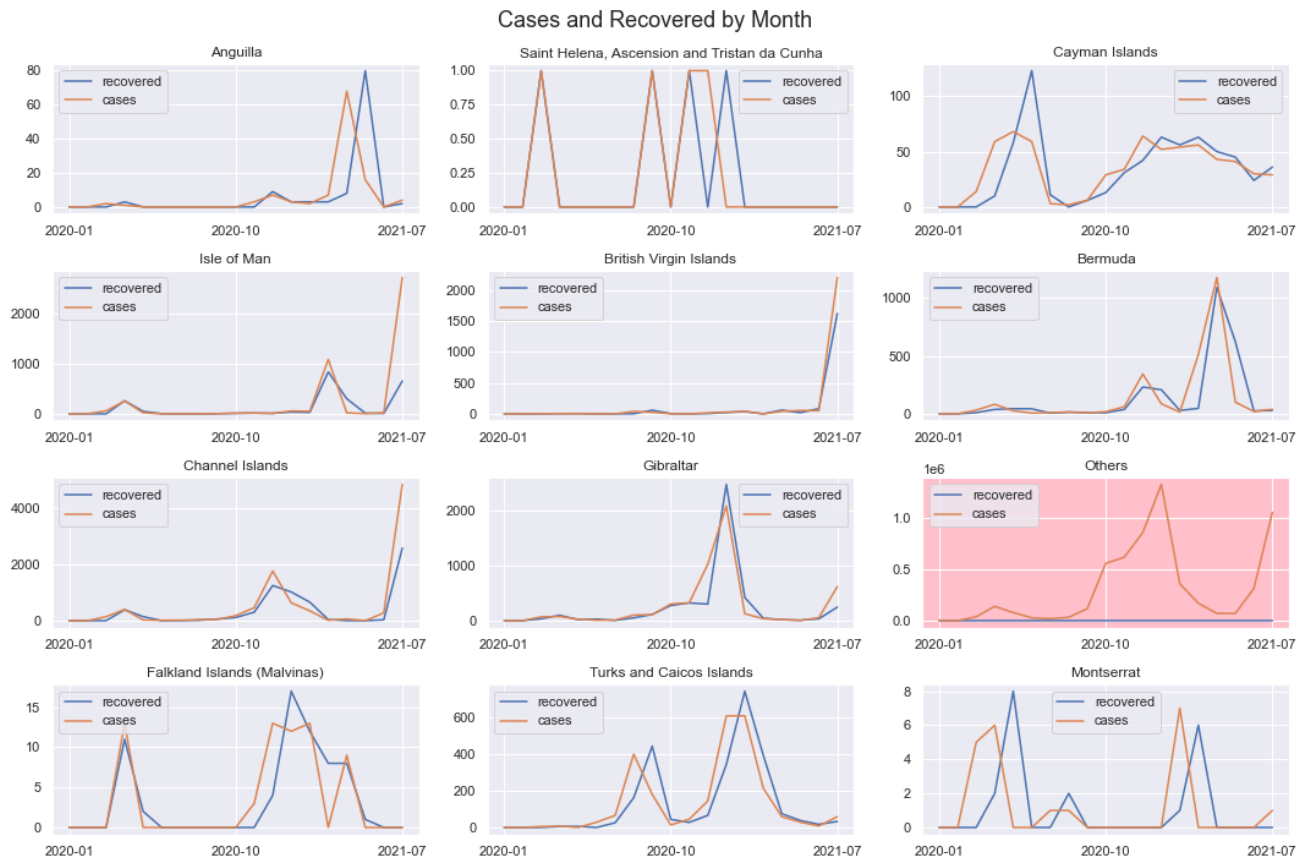 Cases and Recovered by Month
Anguilla
80
60
40
20
0
recovered
cases
2020-01
2020-10
2021-07
Saint Helena, Ascension and Tristan da Cunha
1.00
0.75
0.50
0.25
0.00
recovered
cases
2020-01
2020-10
2021-07
Cayman Islands
100
50
0
recovered
cases
2020-01
2020-10
2021-07
Isle of Man
2000
1000
0
recovered
cases
2020-01
2020-10
2021-07
British Virgin Islands
2000
1500
1000
500
0
recovered
cases
2020-01
2020-10
2021-07
Bermuda
1000
500
0
recovered
cases
2020-01
2020-10
2021-07
Channel Islands
4000
2000
0
recovered
cases
2020-01
2020-10
2021-07
Gibraltar
2000
1000
0
recovered
cases
2020-01
2020-10
2021-07
Others
1e6
1.0
0.5
0.0
recovered
cases
2020-01
2020-10
2021-07
Falkland Islands (Malvinas)
15
10
5
0
recovered
cases
2020-01
2020-10
2021-07
Turks and Caicos Islands
600
400
200
0
recovered
cases
2020-01
2020-10
2021-07
Montserrat
8
6
4
2
0
recovered
cases
2020-01
2020-10
2021-07